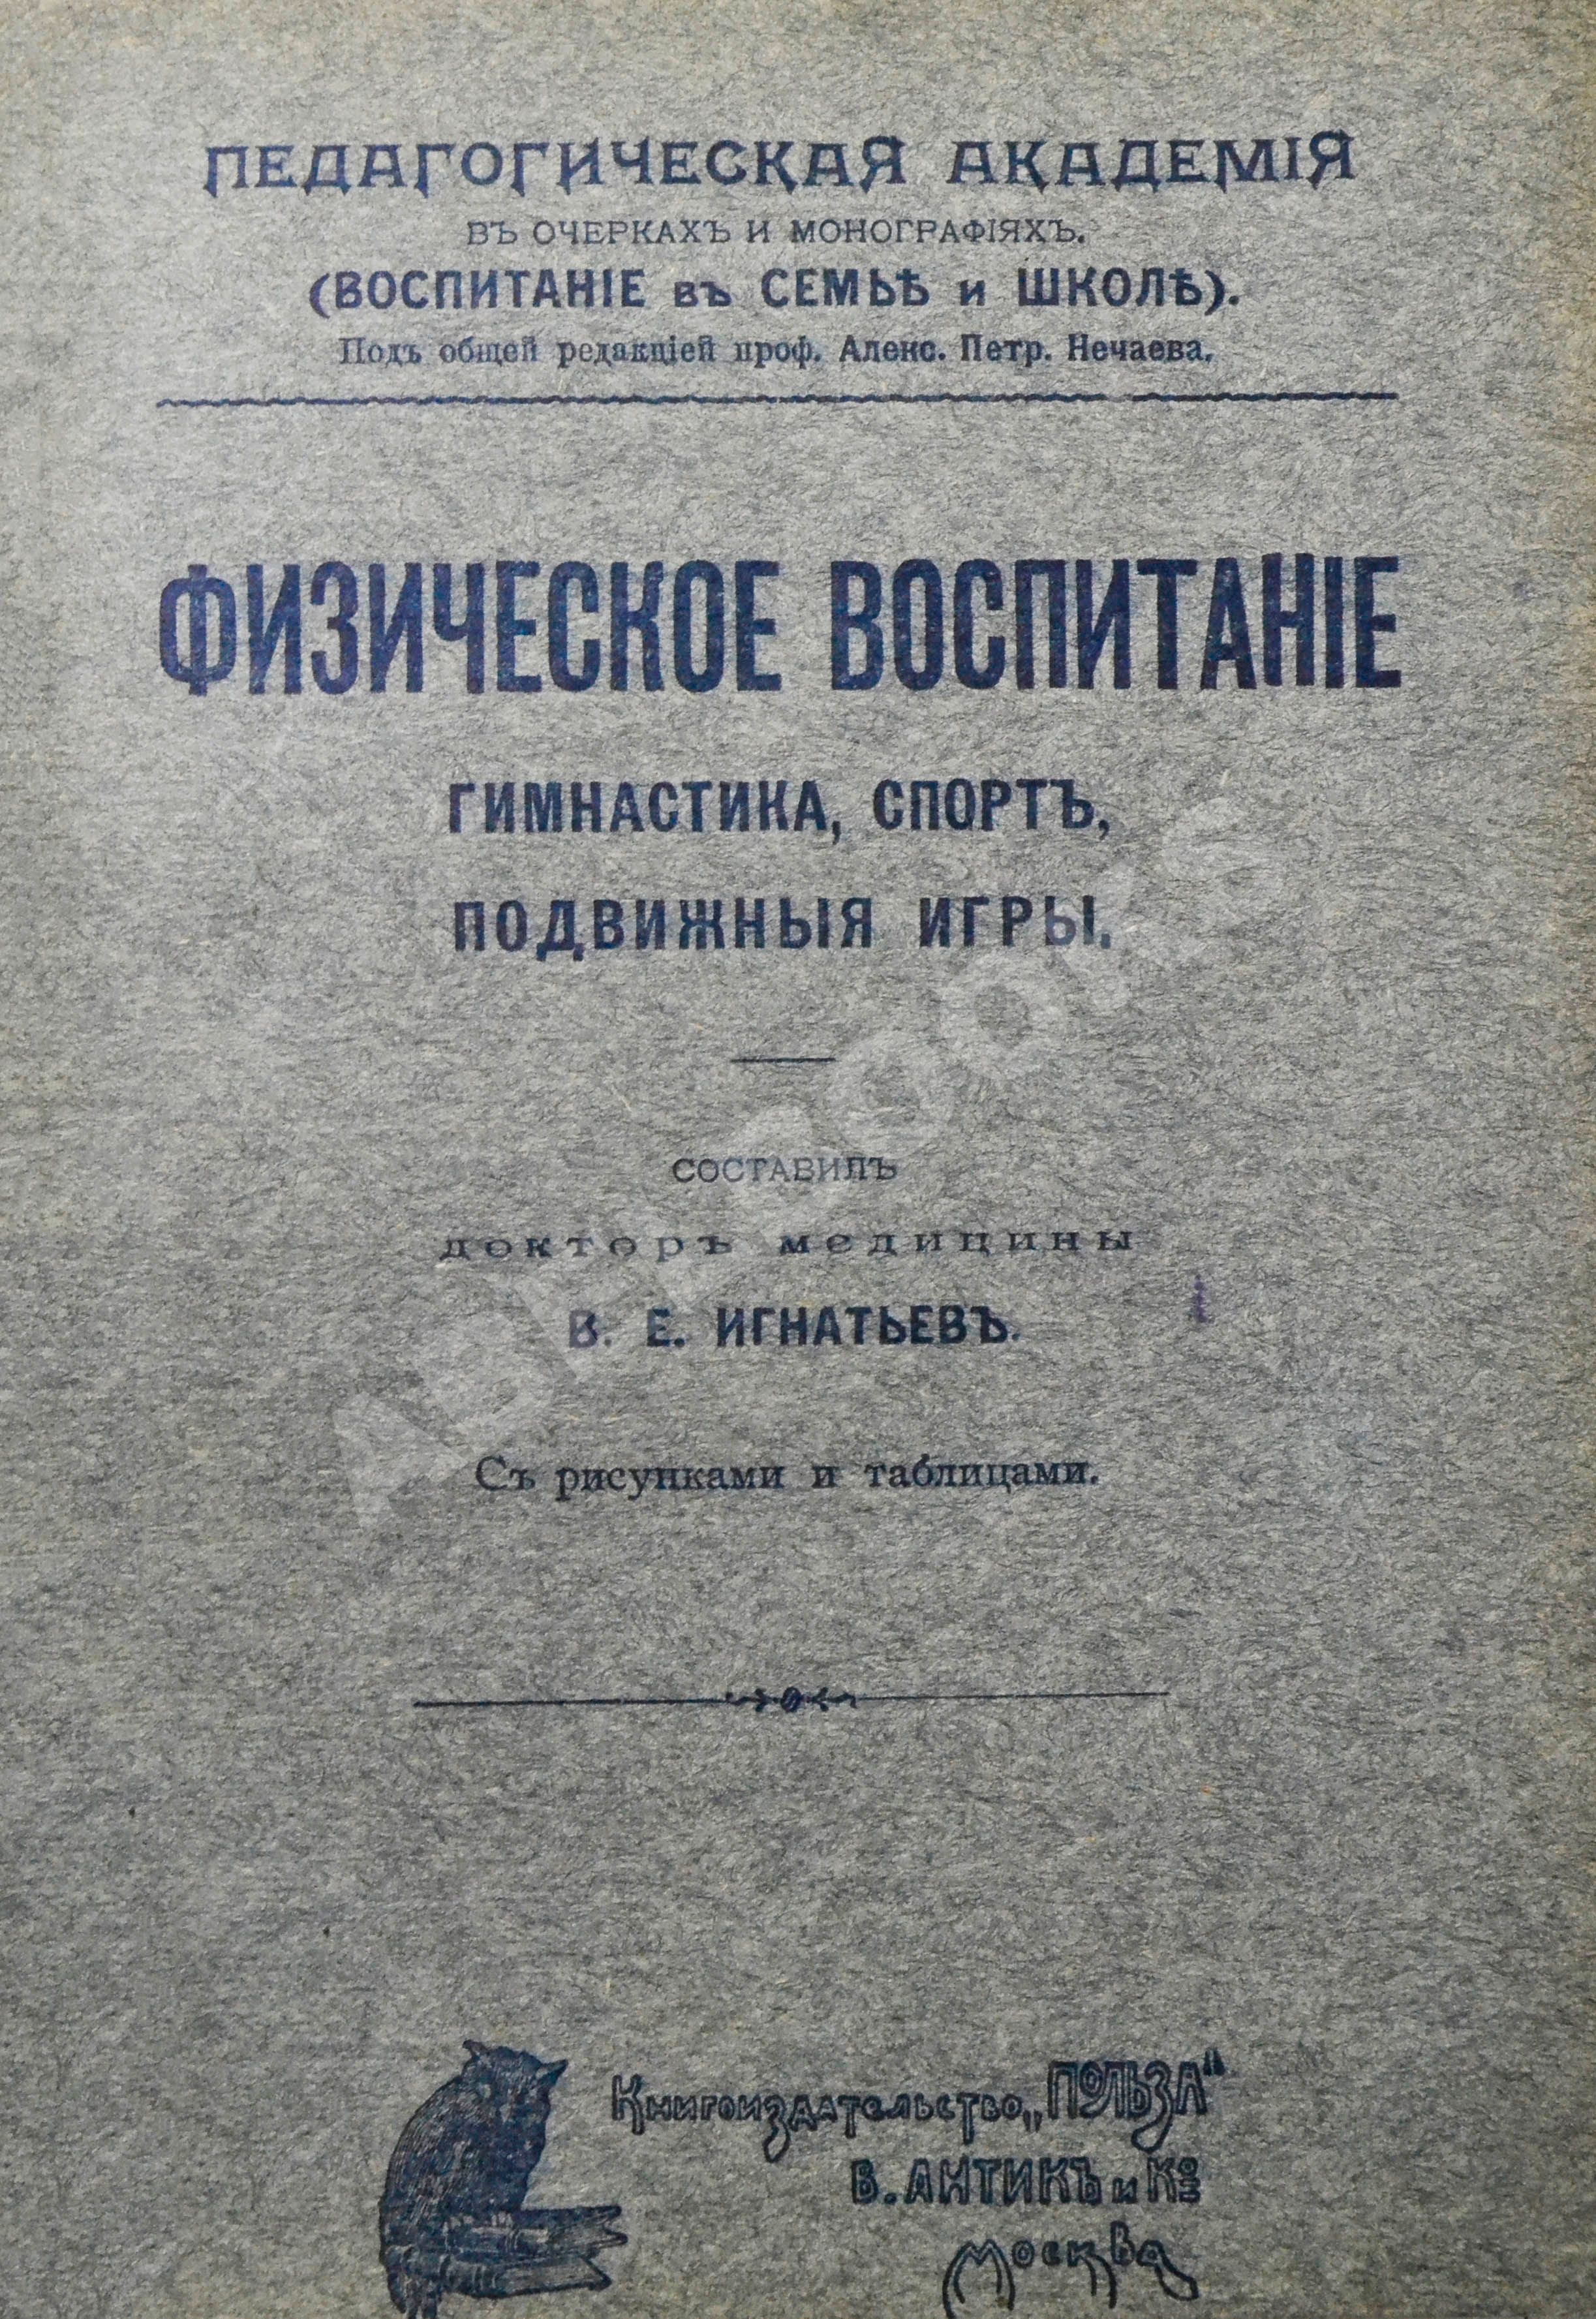 ПЕДАГОГИЧЕСКАЯ АКАДЕМІЯ
ВЪ ОЧЕРКАХЪ И МОНОГРАФІЯХЪ.
(ВОСПИТАНІЕ въ СЕМЬѢ и ШКОЛѢ).
Подъ общей редакціей проф. Алекс. Петр. Нечаева.
ФИЗИЧЕСКОЕ ВОСПИТАНІЕ
ГИМНАСТИКА, СПОРТЪ,
ПОДВИЖНЫЯ ИГРЫ.
СОСТАВИЛЪ
докторъ медицины
В. Е. ИГНАТЬЕВЪ.
Съ рисунками и таблицами.
Книгоиздательство „ПОЛЬЗА"
В. АНТИКЪ и Ко
Москва